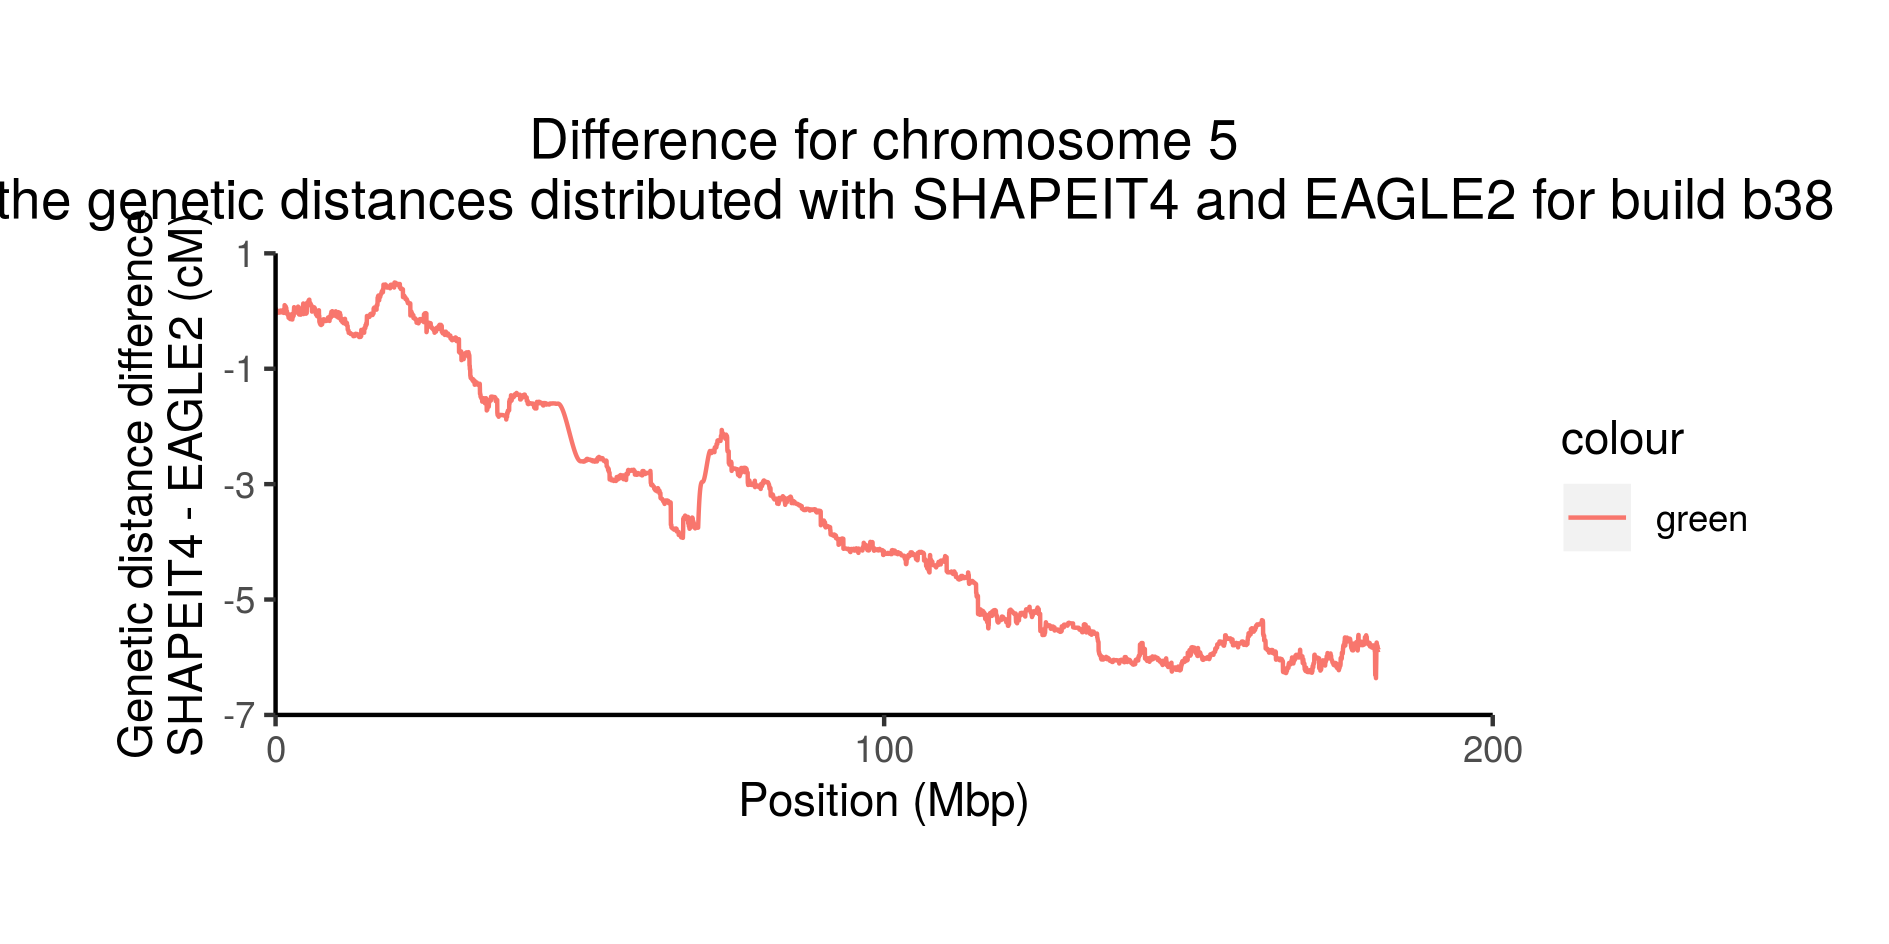 Difference for chromosome 5
the genetic distances distributed with SHAPEIT4 and EAGLE2 for build b38
Genetic distance difference
SHAPEIT4 - EAGLE2 (cM)
1
-1
-3
-5
-7
0
100
200
Position (Mbp)
colour
green